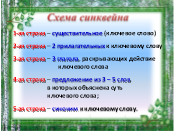 Схема синквейна
1-ая строка – существительное (ключевое слово)
2-ая строка – 2 прилагательных к ключевому слову
3-ая строка – 3 глагола, раскрывающих действие
ключевого слова
4-ая строка – предложение из 3 – 5 слов,
в которых объяснена суть
ключевого слова;
5-ая строка – синоним к ключевому слову.